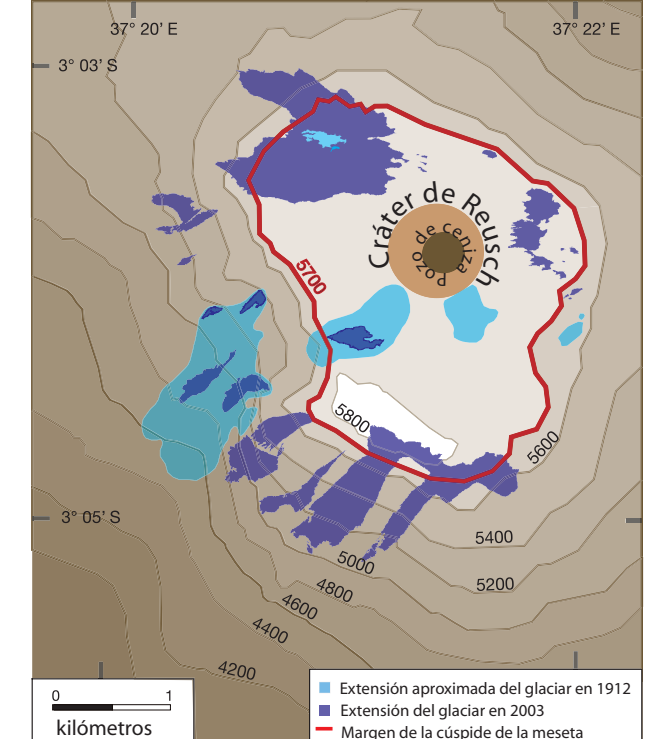 37° 20' E
37° 22' E
3° 03' S
Cráter de Reusch
Pozo de ceniza
5700
5800
5600
3° 05' S
5400
5000
5200
4800
4600
4400
4200
0 1
kilómetros
Extensión aproximada del glaciar en 1912
Extensión del glaciar en 2003
Margen de la cúspide de la meseta